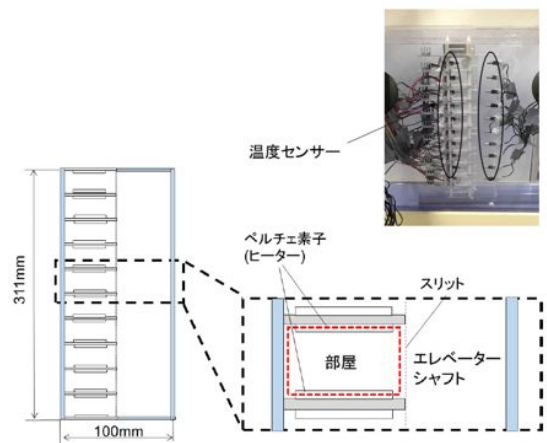 温度センサー
ペルチェ素子
(ヒーター)
スリット
311mm
部屋
エレベーター
シャフト
100mm